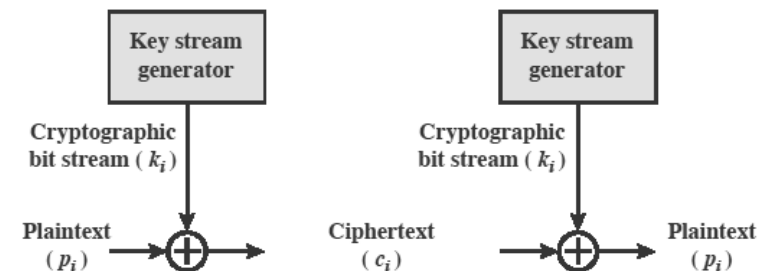 Key stream
generator
Cryptographic
bit stream ( kᵢ )
Plaintext
( pᵢ )
Ciphertext
( cᵢ )
Key stream
generator
Cryptographic
bit stream ( kᵢ )
Plaintext
( pᵢ )